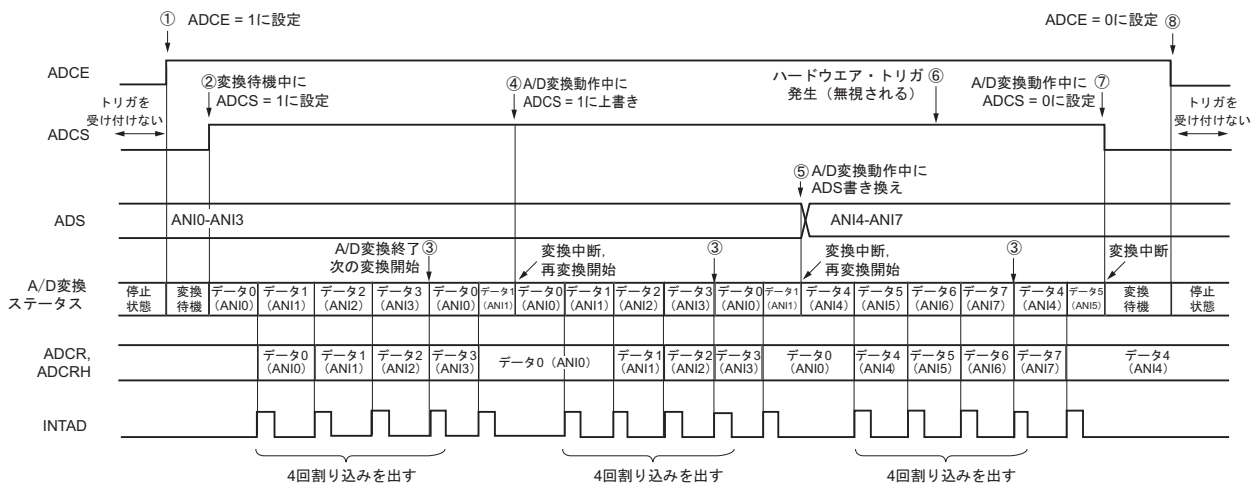 ① ADCE = 1に設定
ADCE = 0に設定 ⑧
ADCE
②変換待機中に
ADCS = 1に設定
④A/D変換動作中に
ADCS = 1に上書き
ハードウエア・トリガ ⑥
発生（無視される）
A/D変換動作中に ⑦
ADCS = 0に設定
トリガを
受け付けない
トリガを
受け付けない
ADCS
⑤A/D変換動作中に
ADS書き換え
ADS
ANI0-ANI3
ANI4-ANI7
A/D変換終了③
次の変換開始
変換中断,
再変換開始
③
変換中断,
再変換開始
③
変換中断
A/D変換
ステータス
停止
状態
変換
待機
データ0
(ANI0)
データ1
(ANI1)
データ2
(ANI2)
データ3
(ANI3)
データ0
(ANI0)
データ1
(ANI1)
データ0
(ANI0)
データ1
(ANI1)
データ2
(ANI2)
データ3
(ANI3)
データ0
(ANI0)
データ1
(ANI1)
データ4
(ANI4)
データ5
(ANI5)
データ6
(ANI6)
データ7
(ANI7)
データ4
(ANI4)
データ5
(ANI5)
変換
待機
停止
状態
ADCR,
ADCRH
データ0
(ANI0)
データ1
(ANI1)
データ2
(ANI2)
データ3
(ANI3)
データ0 (ANI0)
データ1
(ANI1)
データ2
(ANI2)
データ3
(ANI3)
データ0
(ANI0)
データ4
(ANI4)
データ5
(ANI5)
データ6
(ANI6)
データ7
(ANI7)
データ4
(ANI4)
INTAD
4回割り込みを出す
4回割り込みを出す
4回割り込みを出す